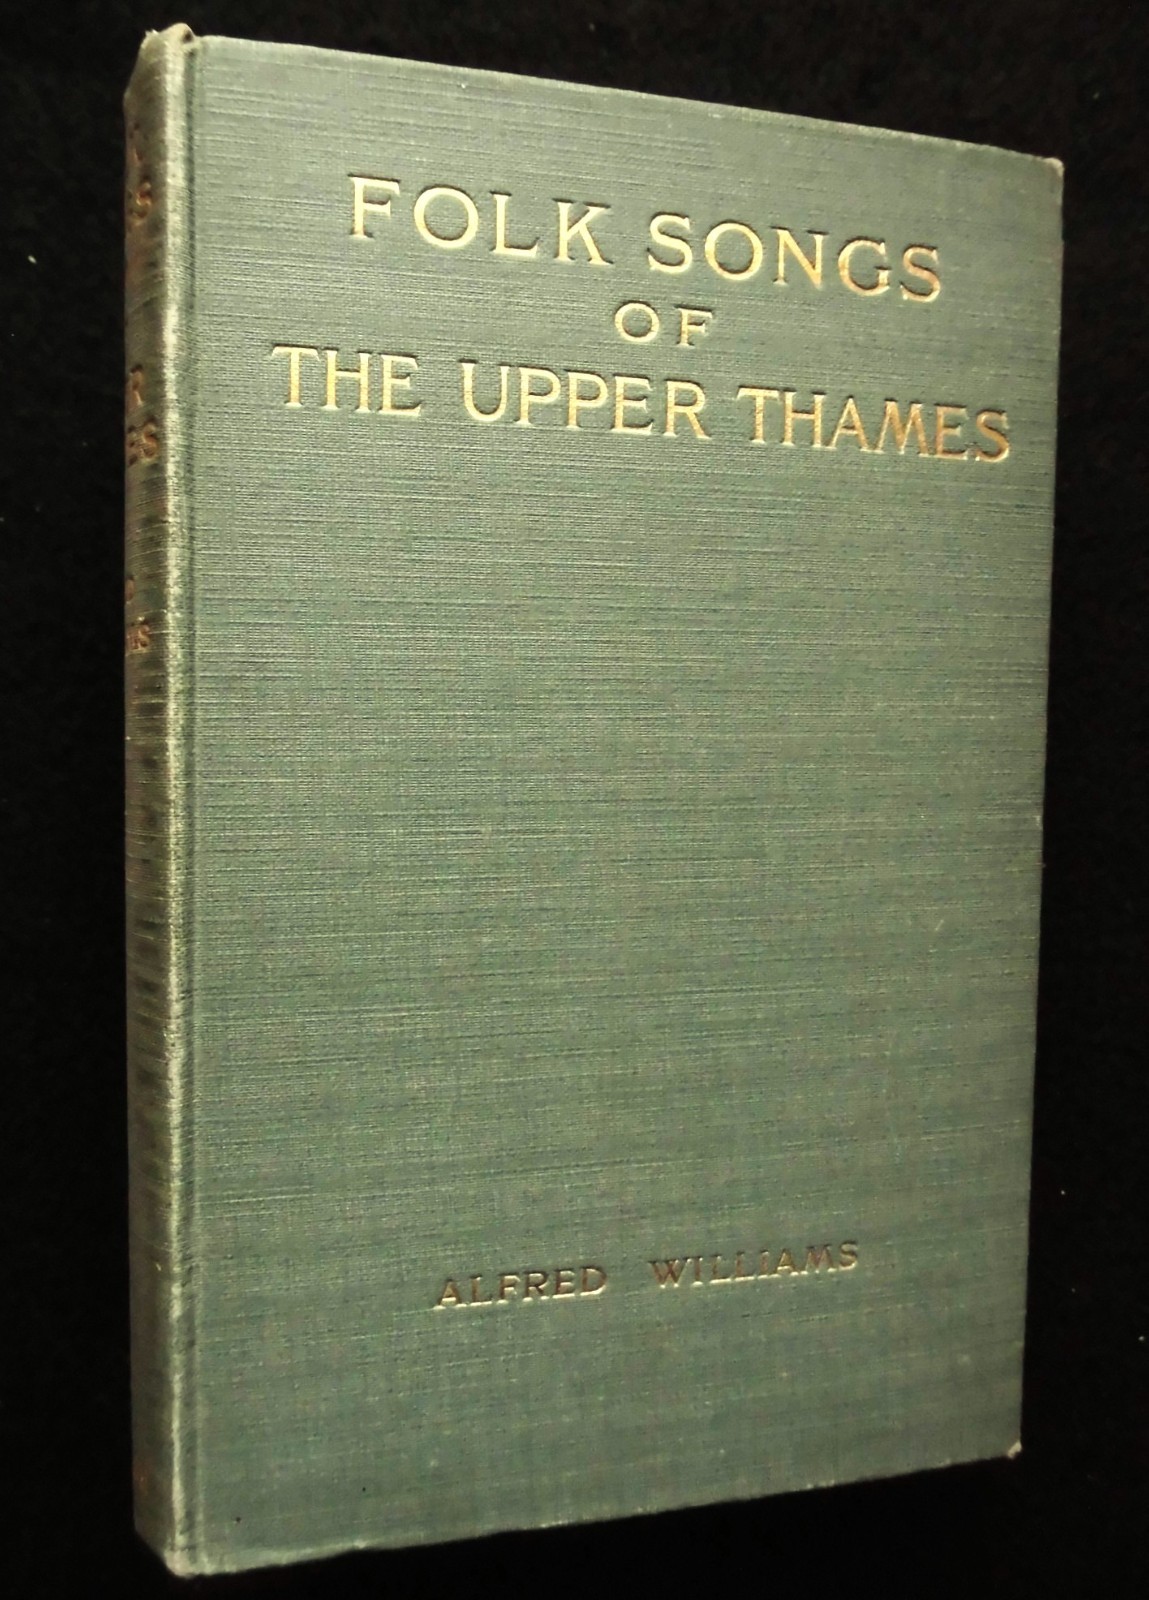 FOLK SONGS
OF
THE UPPER THAMES
ALFRED WILLIAMS